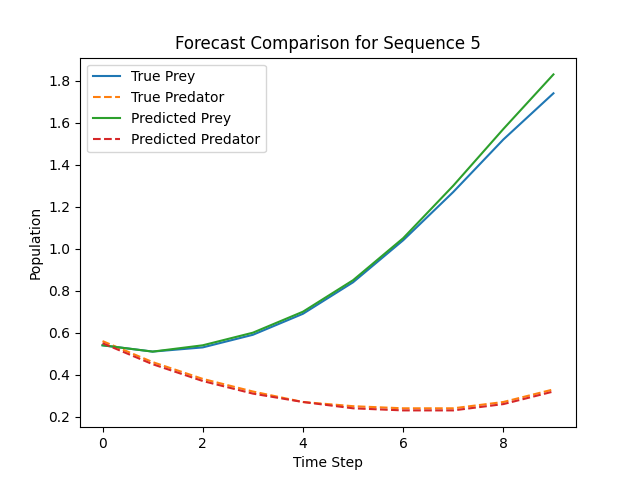 Forecast Comparison for Sequence 5
True Prey
True Predator
Predicted Prey
Predicted Predator
Population
1.8
1.6
1.4
1.2
1.0
0.8
0.6
0.4
0.2
0 2 4 6 8
Time Step